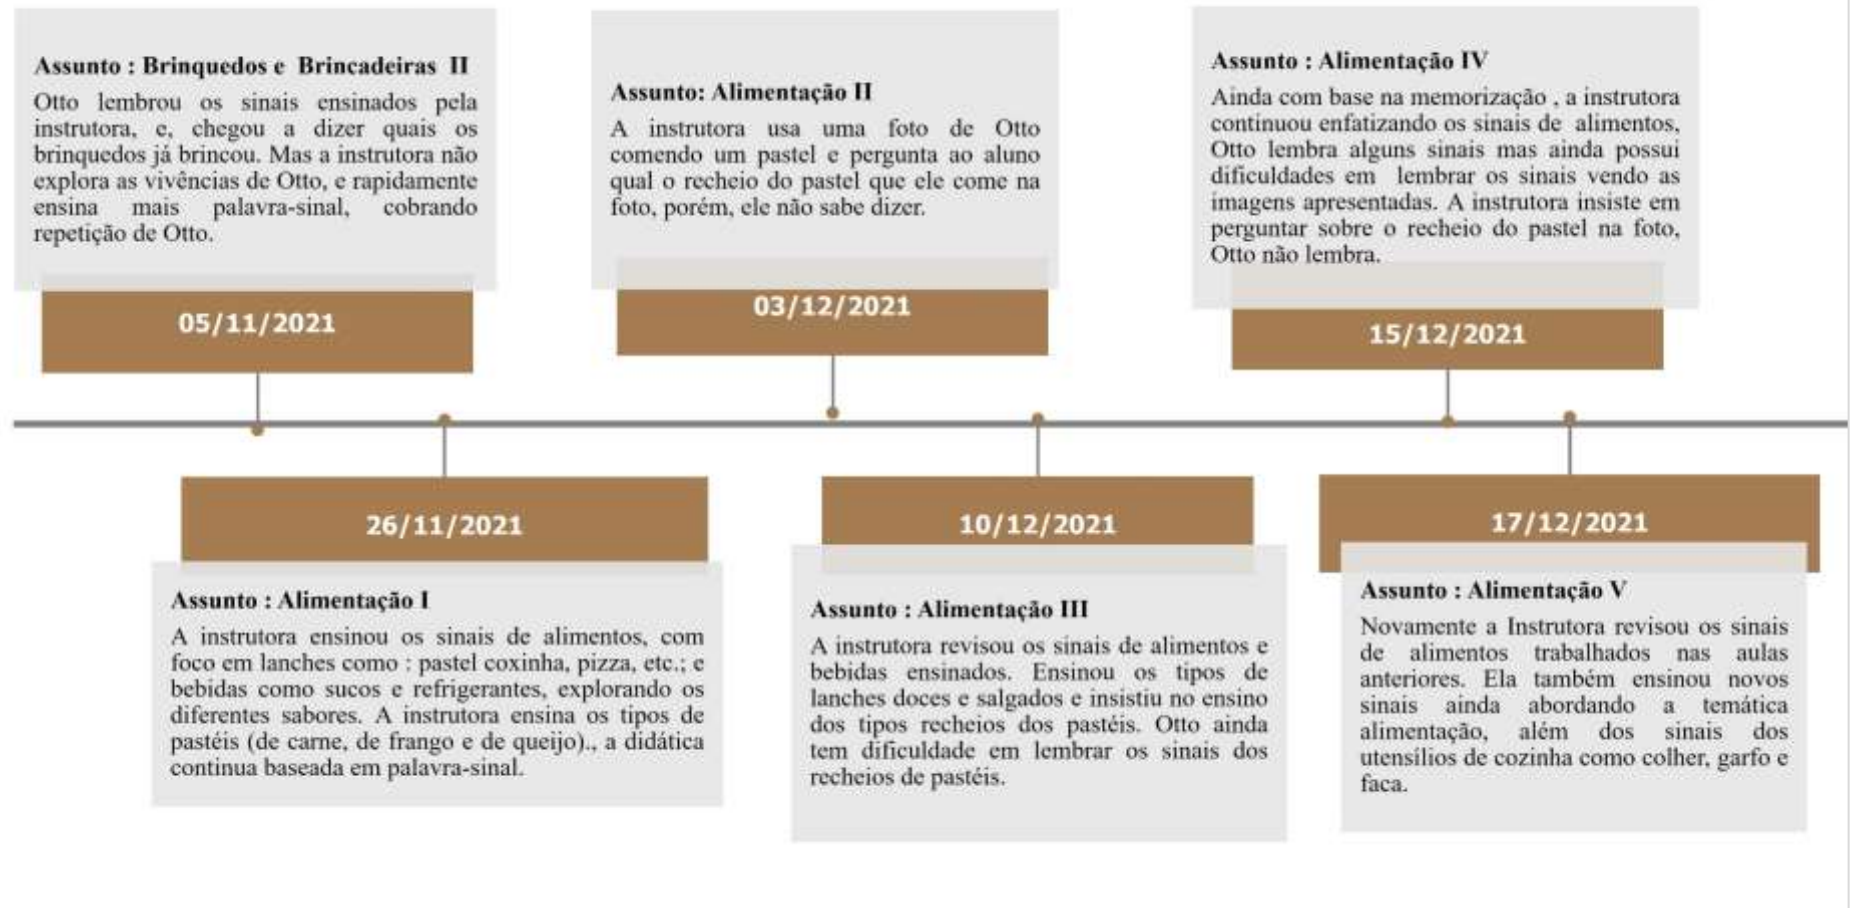 Assunto : Brinquedos e Brincadeiras II
Otto lembrou os sinais ensinados pela
instrutora, e, chegou a dizer quais os
brinquedos já brincou. Mas a instrutora não
explora as vivências de Otto, e rapidamente
ensina mais palavra-sinal, cobrando
repetição de Otto.
05/11/2021
26/11/2021
Assunto : Alimentação I
A instrutora ensinou os sinais de alimentos, com
foco em lanches como : pastel coxinha, pizza, etc.; e
bebidas como sucos e refrigerantes, explorando os
diferentes sabores. A instrutora ensina os tipos de
pastéis (de carne, de frango e de queijo)., a didática
continua baseada em palavra-sinal.
Assunto: Alimentação II
A instrutora usa uma foto de Otto
comendo um pastel e pergunta ao aluno
qual o recheio do pastel que ele come na
foto, porém, ele não sabe dizer.
03/12/2021
10/12/2021
Assunto : Alimentação III
A instrutora revisou os sinais de alimentos e
bebidas ensinados. Ensinou os tipos de
lanches doces e salgados e insistiu no ensino
dos tipos recheios dos pastéis. Otto ainda
tem dificuldade em lembrar os sinais dos
recheios de pastéis.
Assunto : Alimentação IV
Ainda com base na memorização , a instrutora
continuou enfatizando os sinais de alimentos,
Otto lembra alguns sinais mas ainda possui
dificuldades em lembrar os sinais vendo as
imagens apresentadas. A instrutora insiste em
perguntar sobre o recheio do pastel na foto,
Otto não lembra.
15/12/2021
17/12/2021
Assunto : Alimentação V
Novamente a Instrutora revisou os sinais
de alimentos trabalhados nas aulas
anteriores. Ela também ensinou novos
sinais ainda abordando a temática
alimentação, além dos sinais dos
utensílios de cozinha como colher, garfo e
faca.